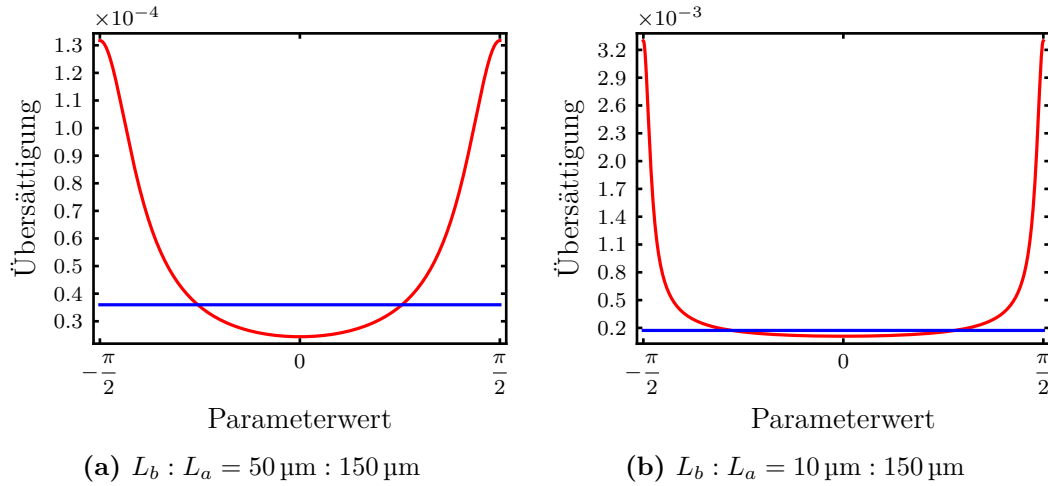 ×10−4
1.3
1.2
1.1
1.0
0.9
0.8
0.7
0.6
0.4
0.3
Übersättigung
−π/2
0
π/2
Parameterwert
(a) L_b : L_a = 50 µm : 150 µm
×10−3
3.2
2.9
2.6
2.3
2.0
1.7
1.4
1.1
0.8
0.5
0.2
Übersättigung
−π/2
0
π/2
Parameterwert
(b) L_b : L_a = 10 µm : 150 µm